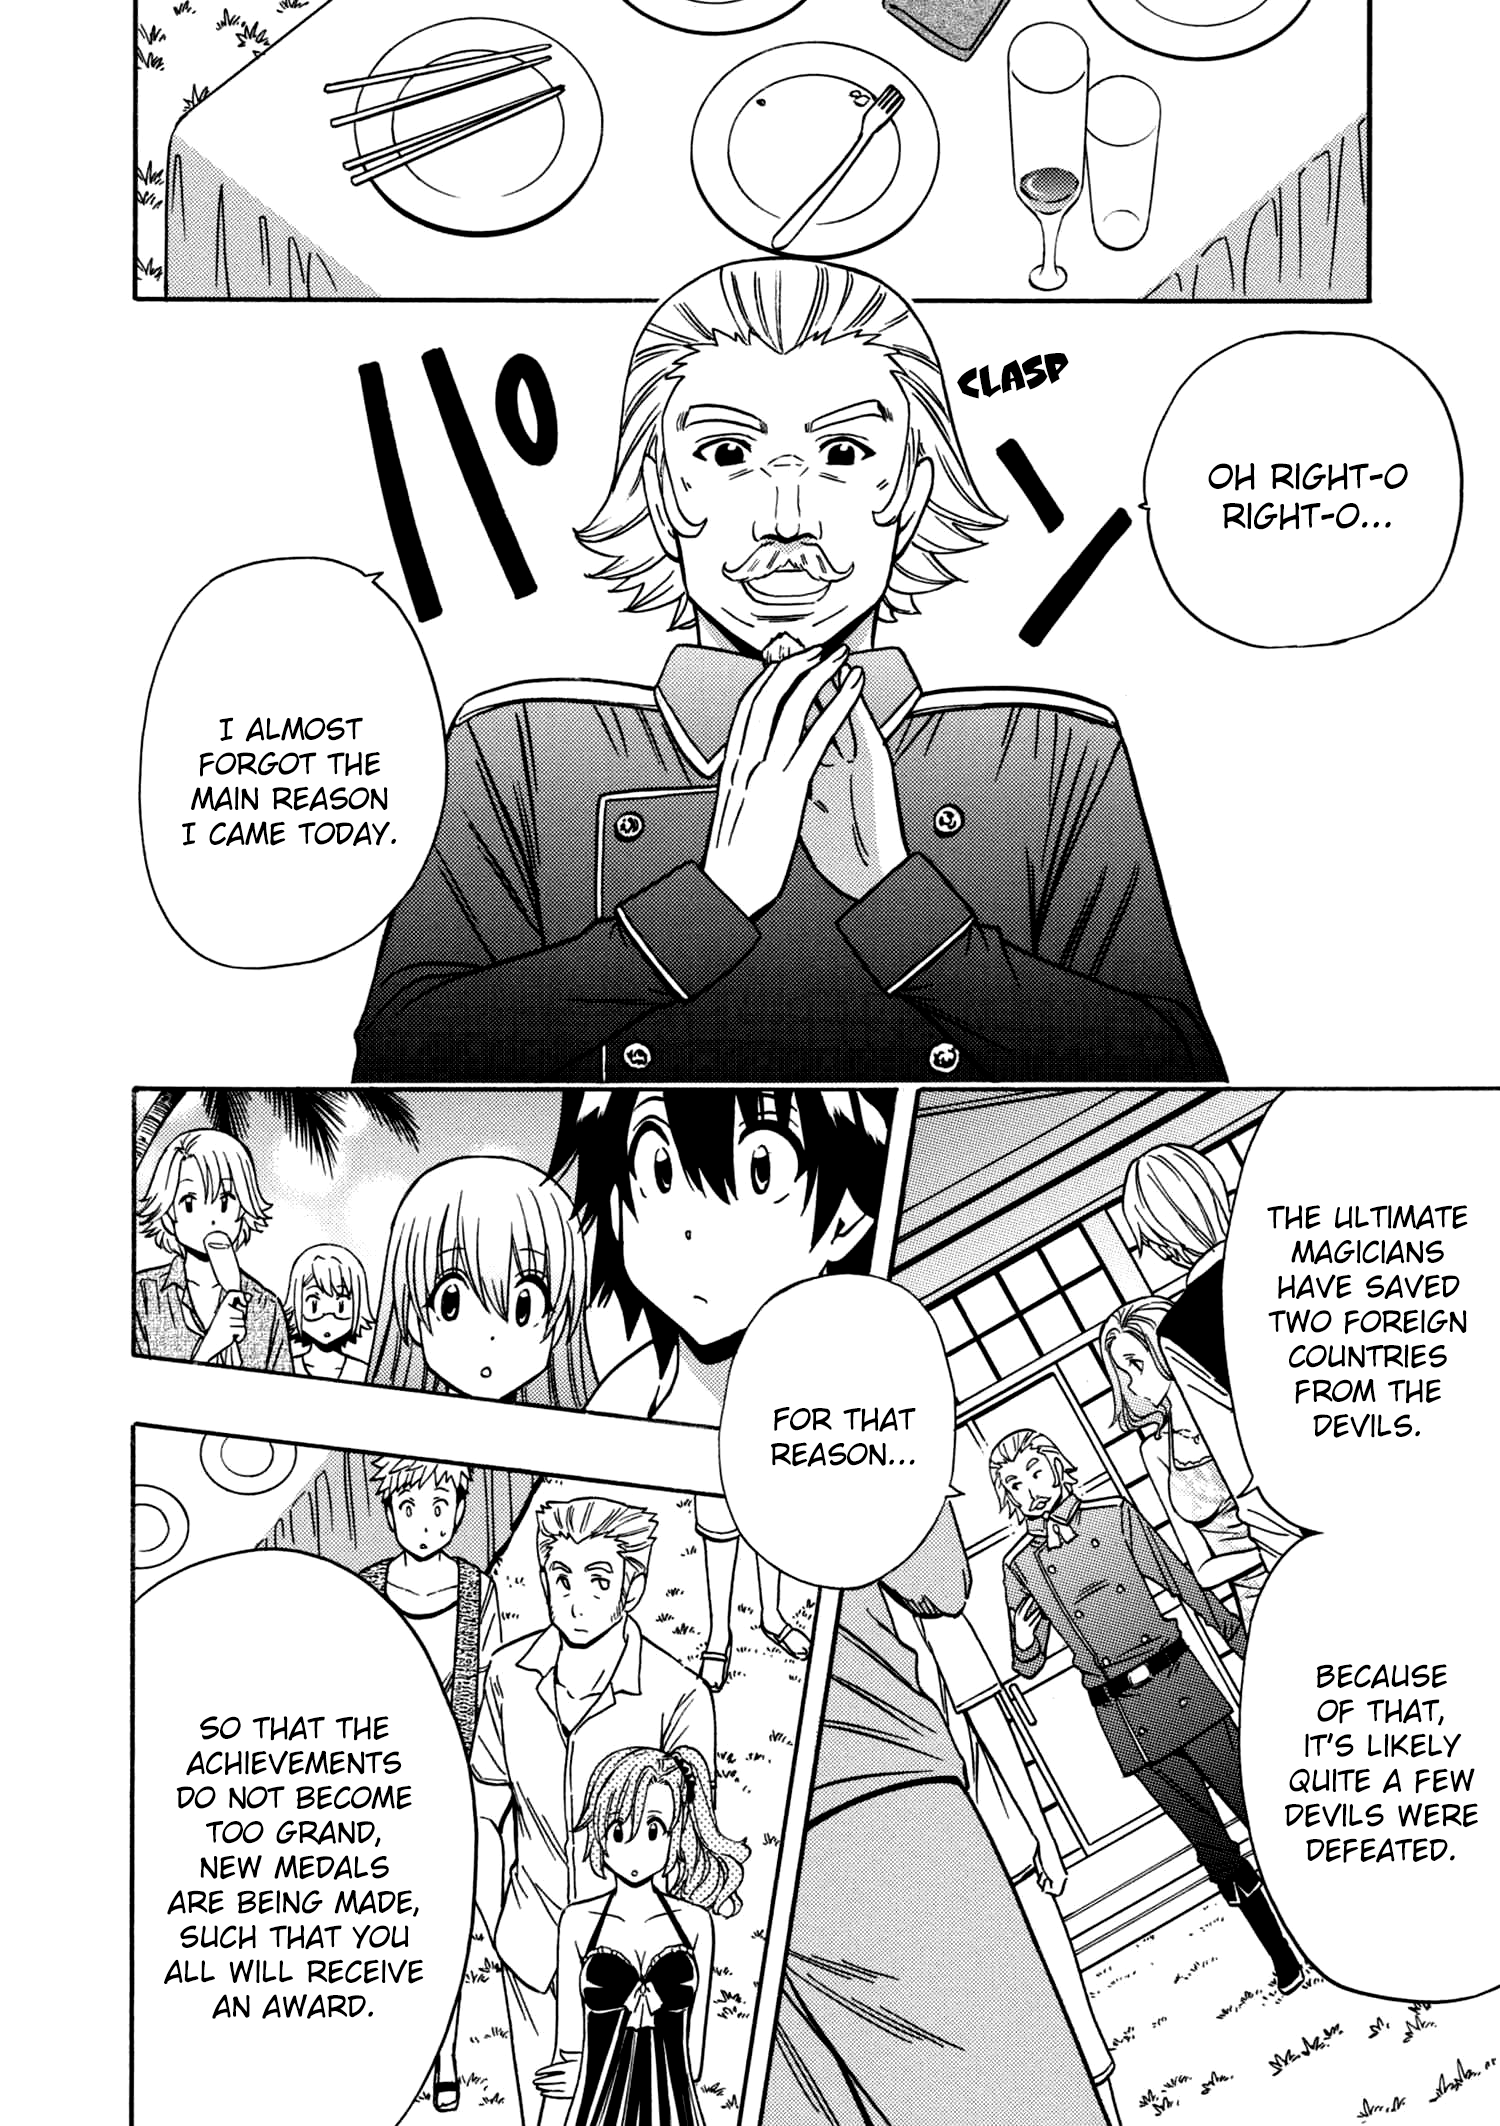 OH RIGHT-O
RIGHT-O...
CLASP
パン
I ALMOST
FORGOT THE
MAIN REASON
I CAME TODAY.
THE ULTIMATE
MAGICIANS
HAVE SAVED
TWO FOREIGN
COUNTRIES
FROM THE
DEVILS.
BECAUSE
OF THAT,
IT'S LIKELY
QUITE A FEW
DEVILS WERE
DEFEATED.
FOR THAT
REASON...
SO THAT THE
ACHIEVEMENTS
DO NOT BECOME
TOO GRAND,
NEW MEDALS
ARE BEING MADE,
SUCH THAT YOU
ALL WILL RECEIVE
AN AWARD.